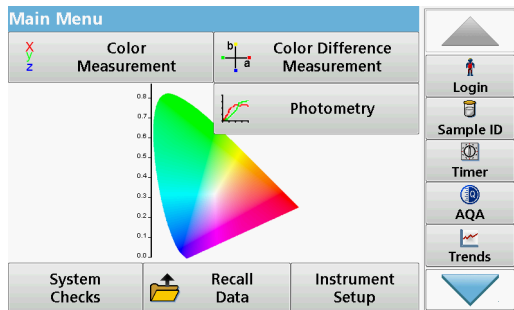 Main Menu
X
y
z
Color
Measurement
b
a
Color Difference
Measurement
Photometry
0.8
0.7
0.6
0.5
0.4
0.3
0.2
0.1
0.0
System
Checks
Recall
Data
Instrument
Setup
Login
Sample ID
Timer
AQA
Trends